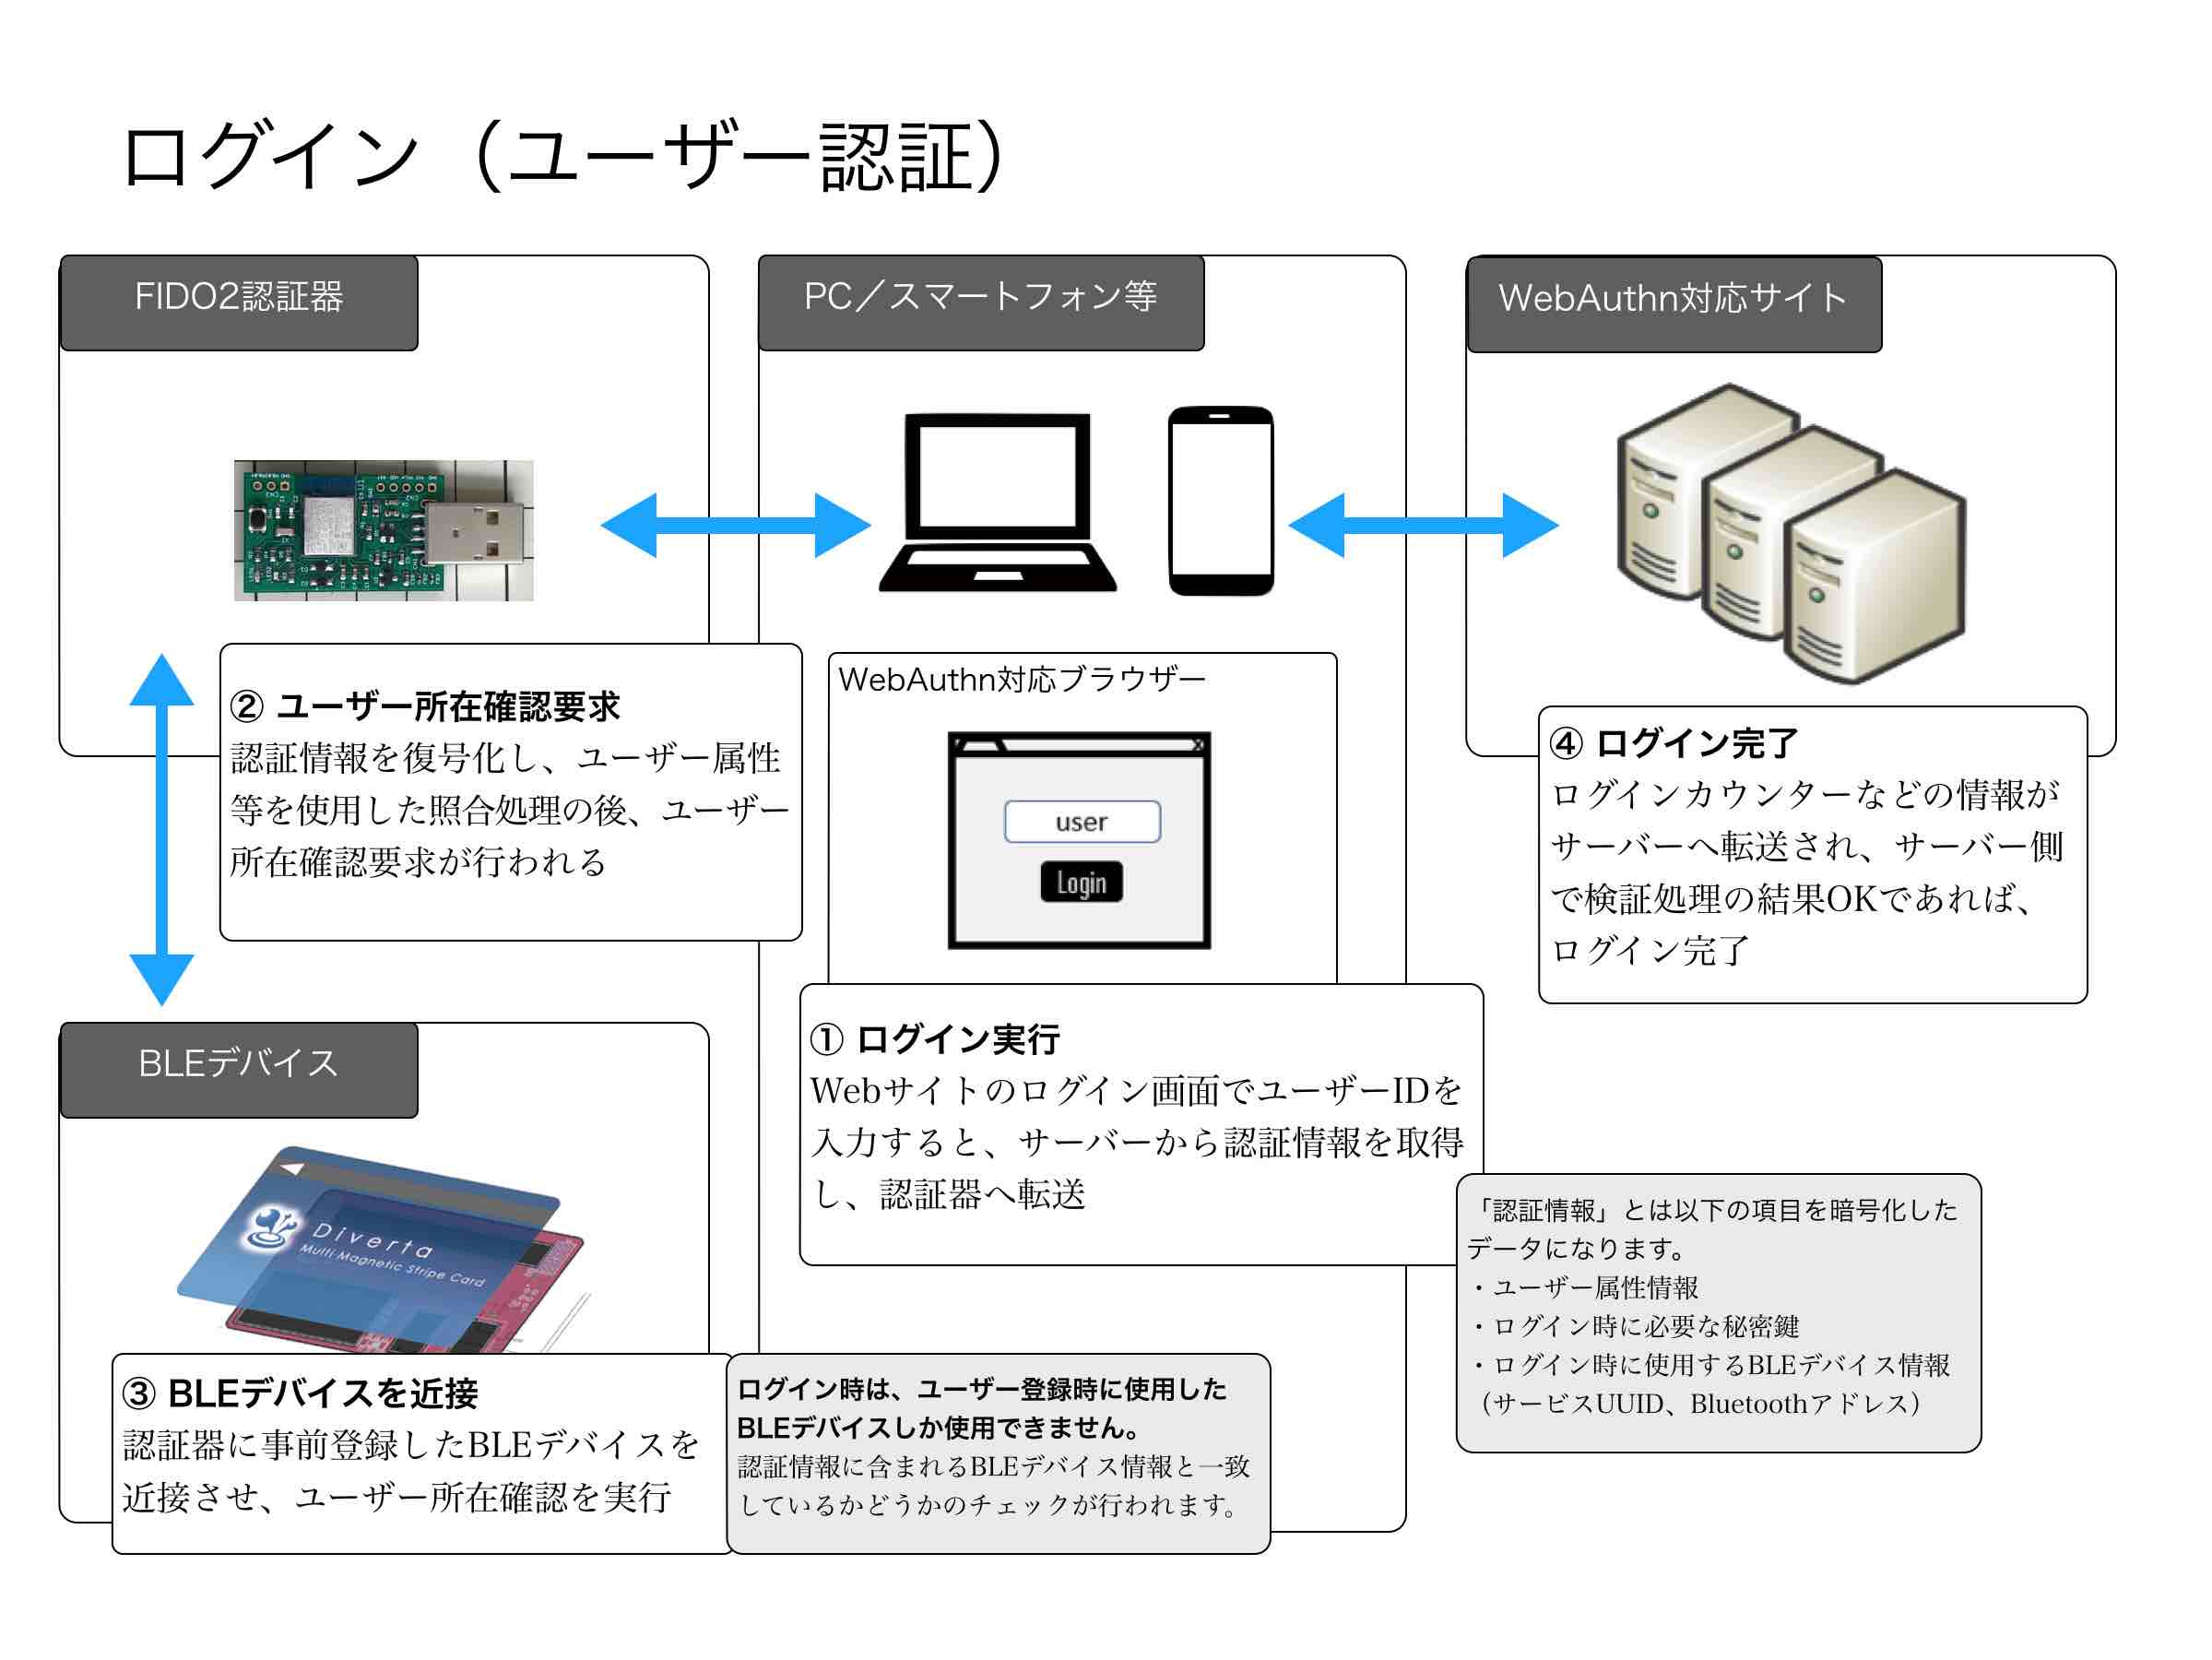 ログイン（ユーザー認証）
FIDO2認証器
PC／スマートフォン等
WebAuthn対応サイト
② ユーザー所在確認要求
認証情報を復号化し、ユーザー属性
等を使用した照合処理の後、ユーザー
所在確認要求が行われる
WebAuthn対応ブラウザー
user
Login
④ ログイン完了
ログインカウンターなどの情報が
サーバーへ転送され、サーバー側
で検証処理の結果OKであれば、
ログイン完了
① ログイン実行
Webサイトのログイン画面でユーザーIDを
入力すると、サーバーから認証情報を取得
し、認証器へ転送
BLEデバイス
Diverta
Multi Magnetic Stripe Card
③ BLEデバイスを近接
認証器に事前登録したBLEデバイスを
近接させ、ユーザー所在確認を実行
ログイン時は、ユーザー登録時に使用した
BLEデバイスしか使用できません。
認証情報に含まれるBLEデバイス情報と一致
しているかどうかのチェックが行われます。
「認証情報」とは以下の項目を暗号化した
データになります。
・ユーザー属性情報
・ログイン時に必要な秘密鍵
・ログイン時に使用するBLEデバイス情報
（サービスUUID、Bluetoothアドレス）